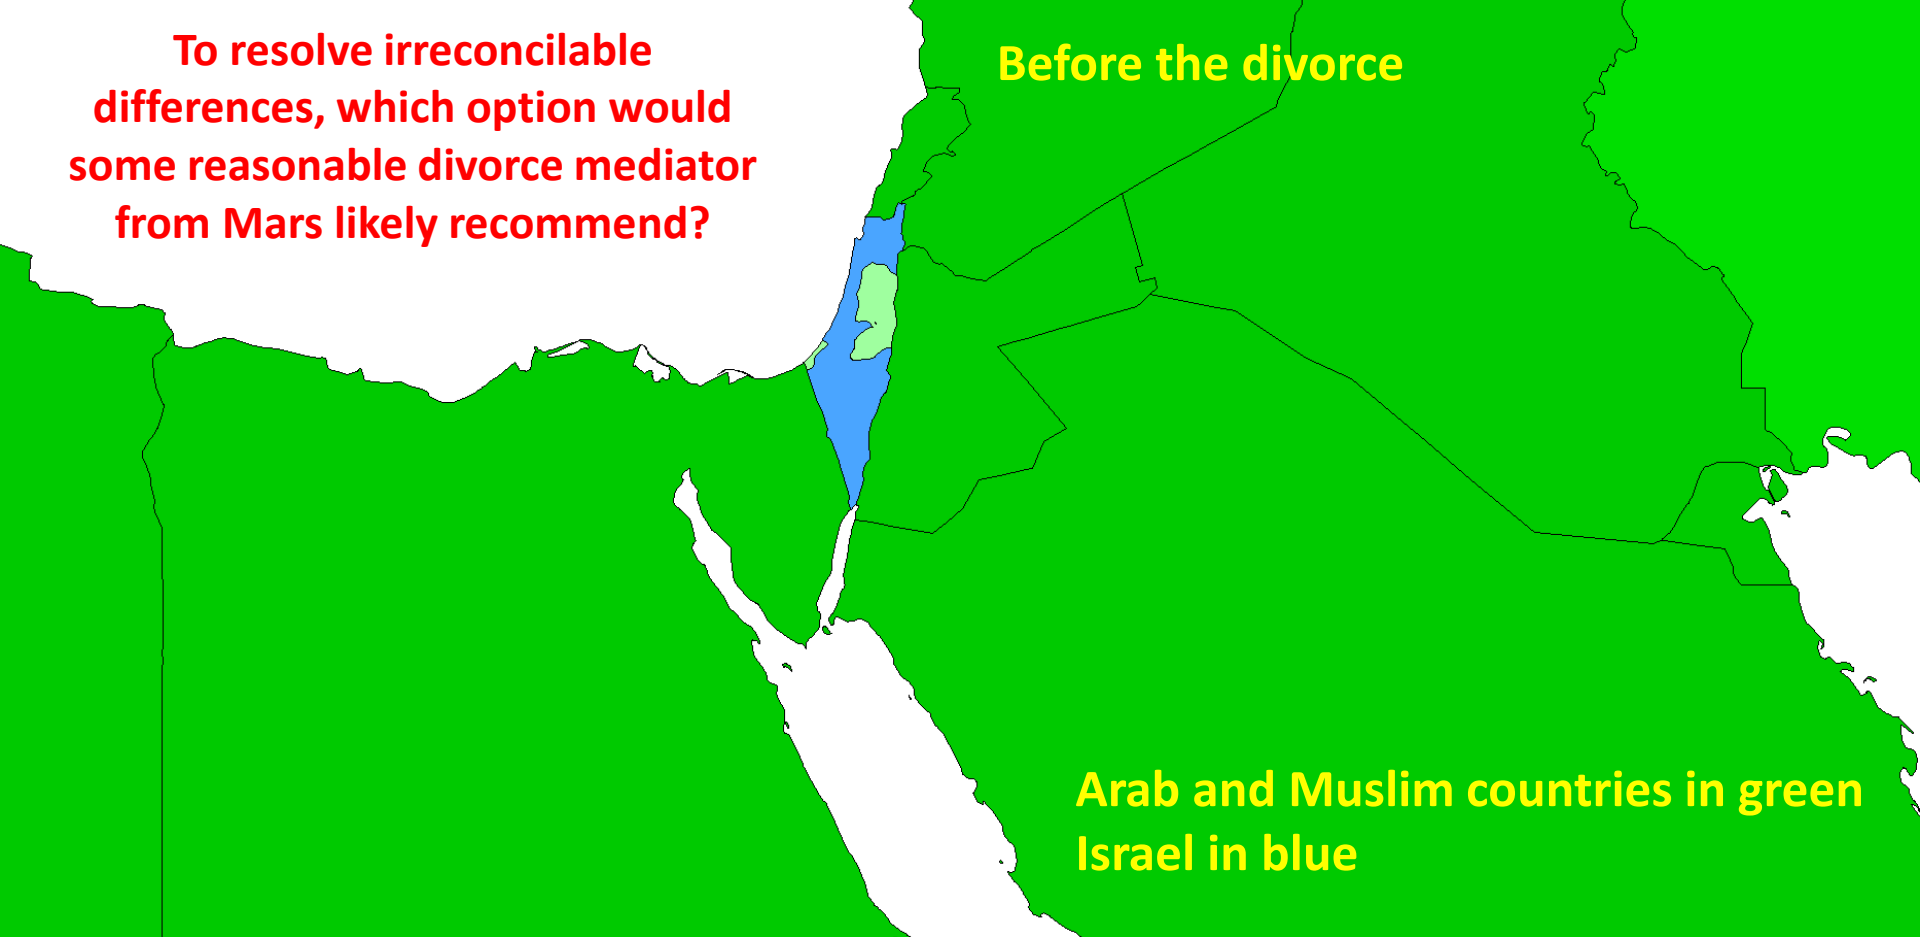 To resolve irreconcilable
differences, which option would
some reasonable divorce mediator
from Mars likely recommend?
Before the divorce
Arab and Muslim countries in green
Israel in blue